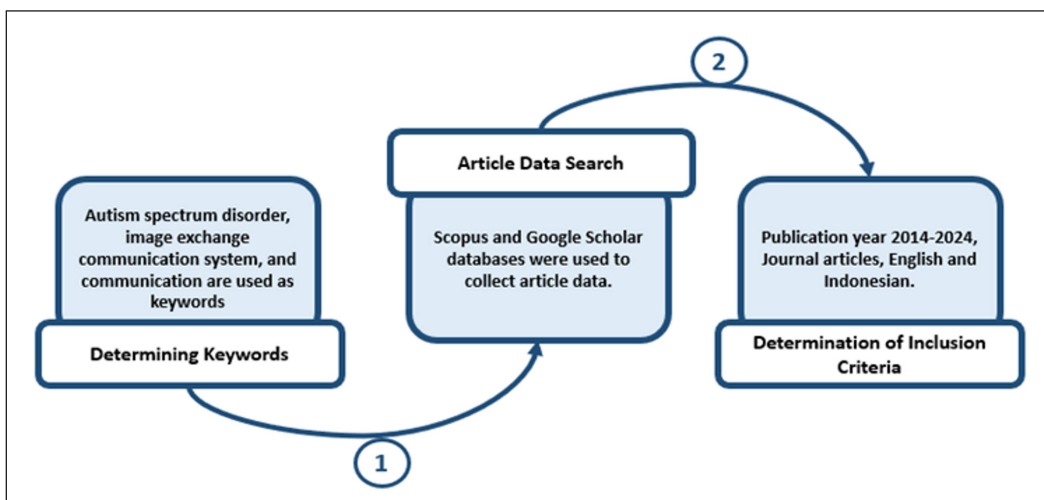 Autism spectrum disorder,
image exchange
communication system, and
communication are used as
keywords
Determining Keywords
1
Article Data Search
Scopus and Google Scholar
databases were used to
collect article data.
2
Publication year 2014-2024,
Journal articles, English and
Indonesian.
Determination of Inclusion
Criteria